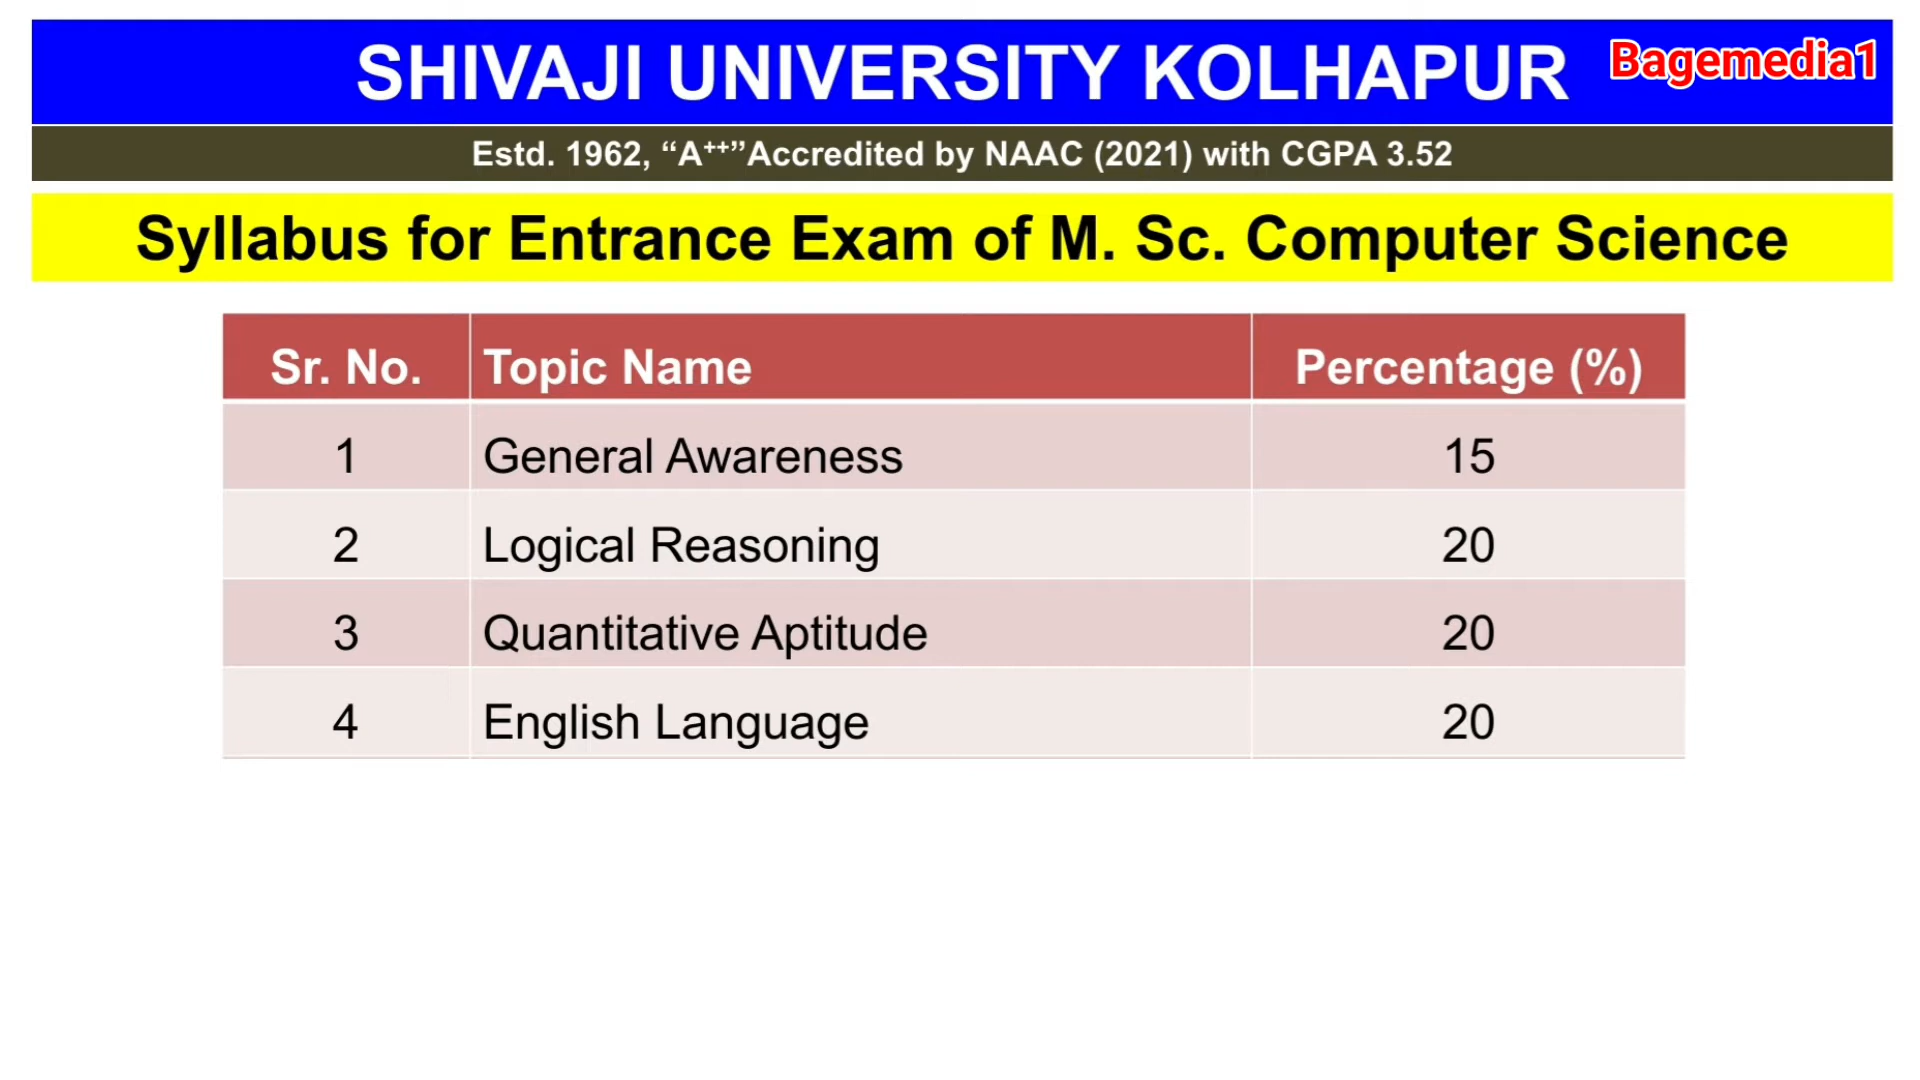 SHIVAJI UNIVERSITY KOLHAPUR
Bagemedia1
Estd. 1962, “A++”Accredited by NAAC (2021) with CGPA 3.52
Syllabus for Entrance Exam of M. Sc. Computer Science
Sr. No. Topic Name Percentage (%)
1 General Awareness 15
2 Logical Reasoning 20
3 Quantitative Aptitude 20
4 English Language 20